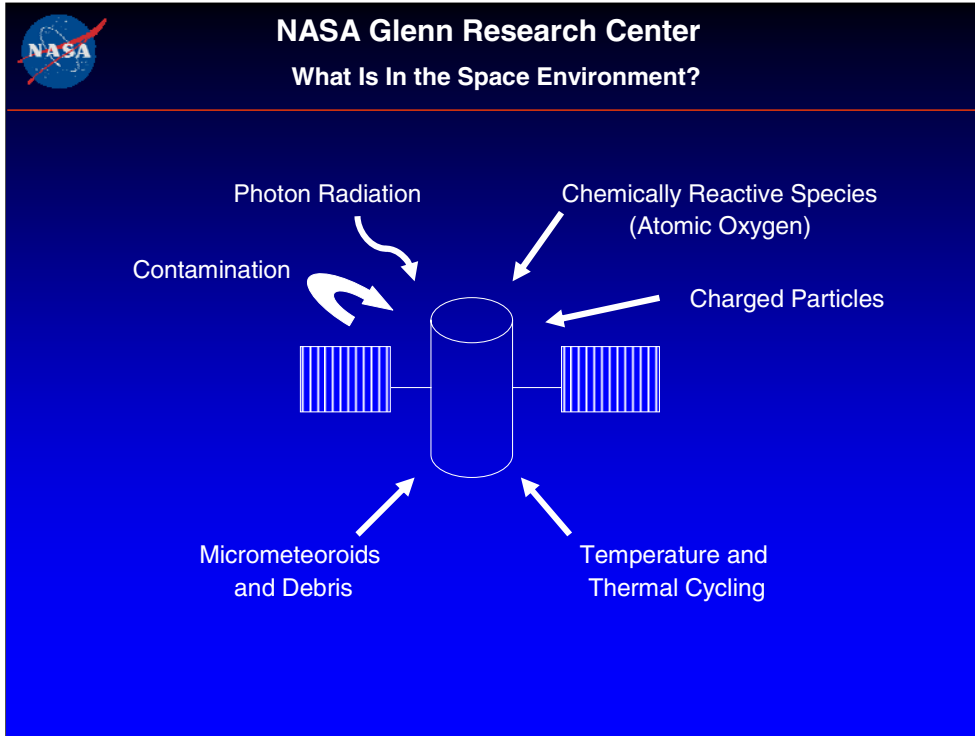 NASA
NASA Glenn Research Center
What Is In the Space Environment?
Photon Radiation
Chemically Reactive Species
(Atomic Oxygen)
Contamination
Charged Particles
Micrometeoroids
and Debris
Temperature and
Thermal Cycling